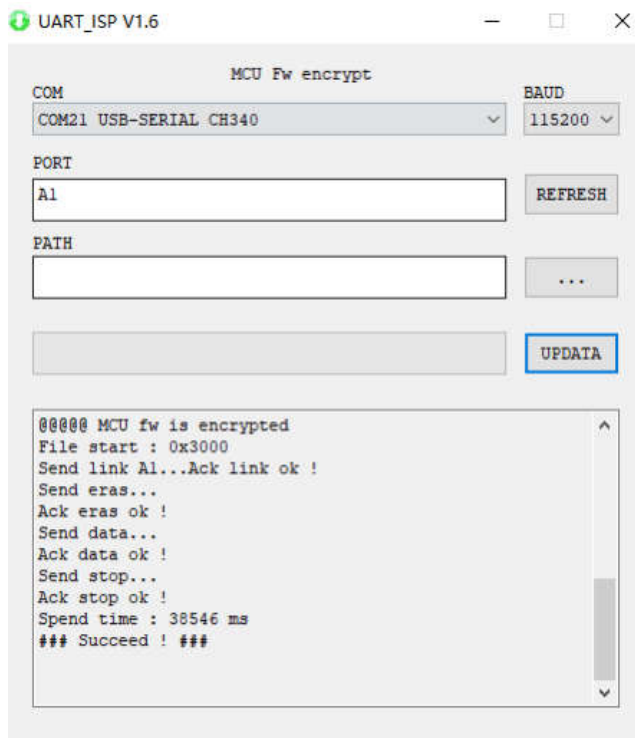 UART_ISP V1.6
MCU Fw encrypt
COM
BAUD
COM21 USB-SERIAL CH340
115200
PORT
A1
REFRESH
PATH
...
UPDATA
@@@@@ MCU fw is encrypted
File start : 0x3000
Send link A1...Ack link ok !
Send eras...
Ack eras ok !
Send data...
Ack data ok !
Send stop...
Ack stop ok !
Spend time : 38546 ms
### Succeed ! ###